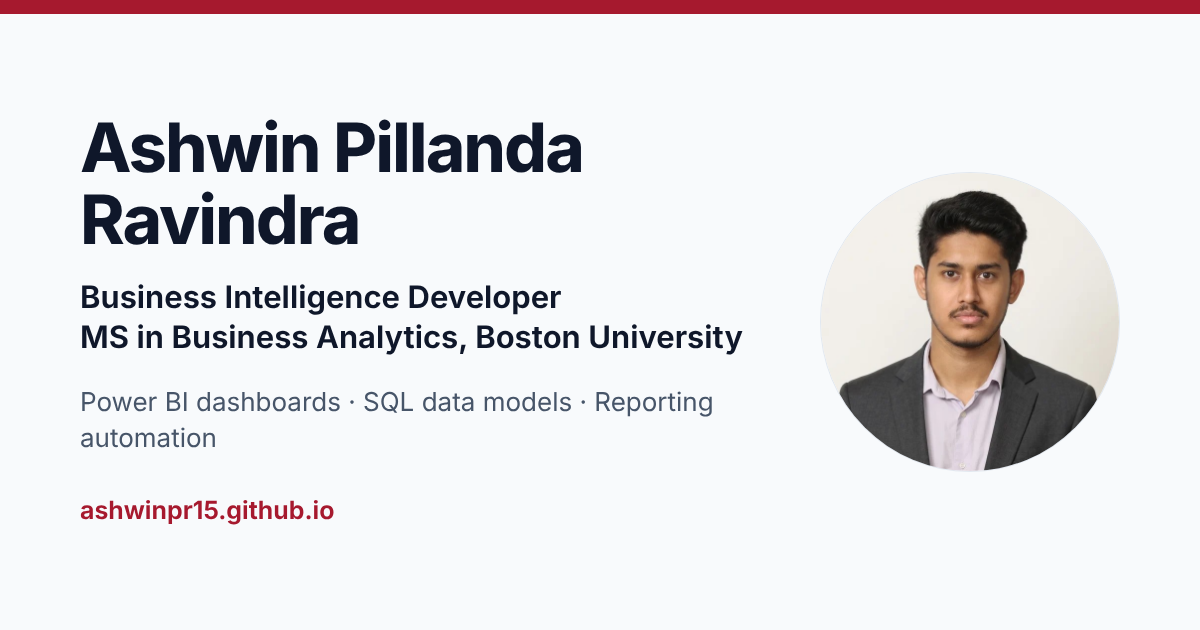 Ashwin Pillanda
Ravindra
Business Intelligence Developer
MS in Business Analytics, Boston University
Power BI dashboards · SQL data models · Reporting
automation
ashwinpr15.github.io